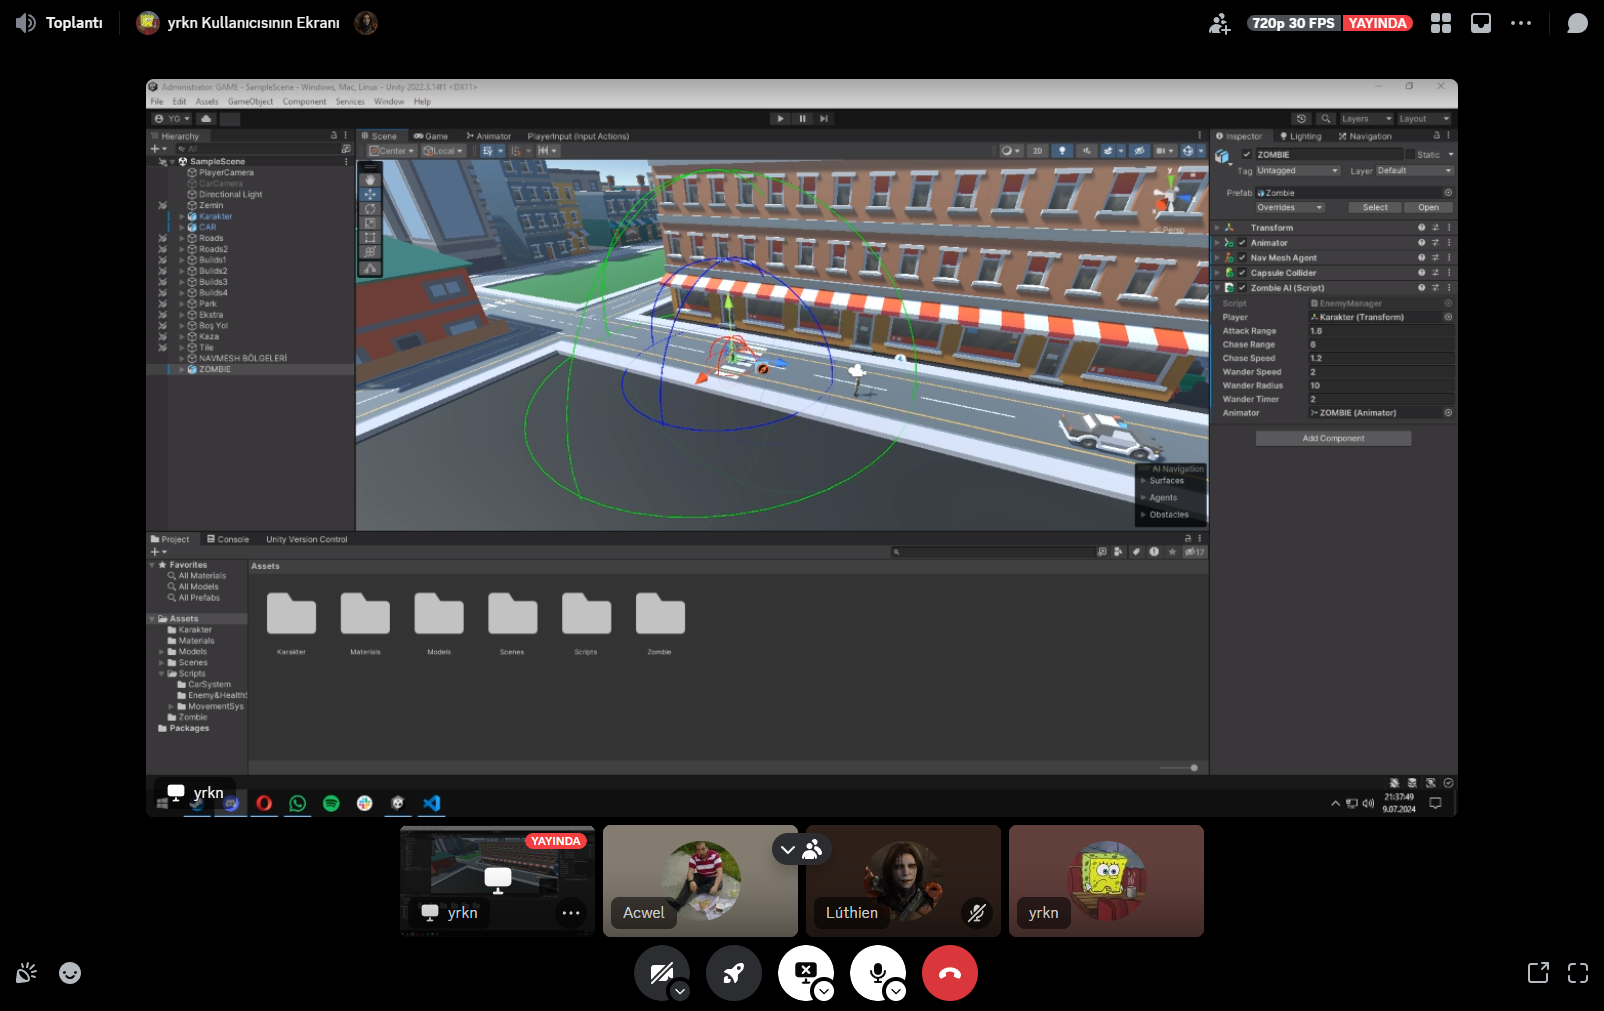 Toplantı
yrkn Kullanıcısının Ekranı
720p 30 FPS YAYINDA
Administrator: GAME - SampleScene - Windows, Mac, Linux - Unity 2022.3.14f1 <DX11>
File Edit Assets GameObject Component Services Window Help
YG
Layers Layout
Hierarchy
Scene Game Animator PlayerInput (Input Actions)
Inspector Lighting Navigation
All
Center Local
2D
SampleScene
PlayerCamera
CarCamera
Directional Light
Zemin
Karakter
CAR
Roads
Roads2
Builds1
Builds2
Builds3
Builds4
Park
Ekstra
Boş Yol
Kaza
Tile
NAVMESH BÖLGELERİ
ZOMBIE
y
Persp
AI Navigation
Surfaces
Agents
Obstacles
ZOMBIE Static
Tag Untagged Layer Default
Prefab Zombie
Overrides Select Open
Transform
Animator
Nav Mesh Agent
Capsule Collider
Zombie AI (Script)
Script EnemyManager
Player Karakter (Transform)
Attack Range 1.8
Chase Range 6
Chase Speed 1.2
Wander Speed 2
Wander Radius 10
Wander Timer 2
Animator ZOMBIE (Animator)
Add Component
Project Console Unity Version Control
17
Favorites
All Materials
All Models
All Prefabs
Assets
Karakter
Materials
Models
Scenes
Scripts
CarSystem
Enemy&HealthS
MovementSys
Zombie
Packages
Assets
Karakter Materials Models Scenes Scripts Zombie
yrkn
21:37:49
9.07.2024
YAYINDA
yrkn
Acwel
Lúthien
yrkn